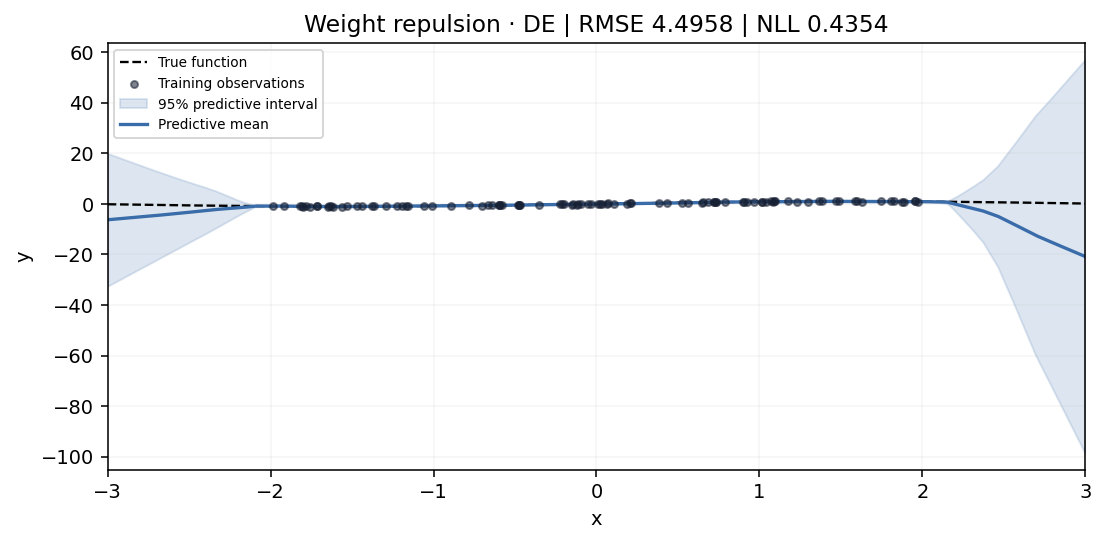 Weight repulsion · DE | RMSE 4.4958 | NLL 0.4354
True function
Training observations
95% predictive interval
Predictive mean
60
40
20
0
−20
−40
−60
−80
−100
y
−3
−2
−1
0
1
2
3
x